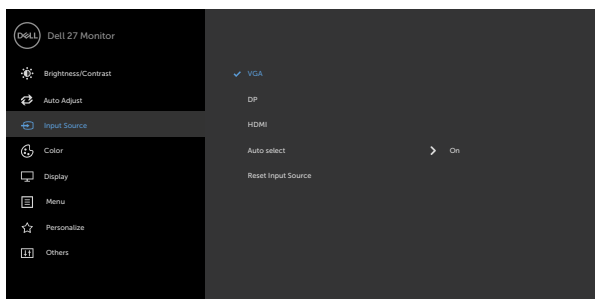 DELL Dell 27 Monitor
Brightness/Contrast
Auto Adjust
Input Source
Color
Display
Menu
Personalize
Others
VGA
DP
HDMI
Auto select On
Reset Input Source